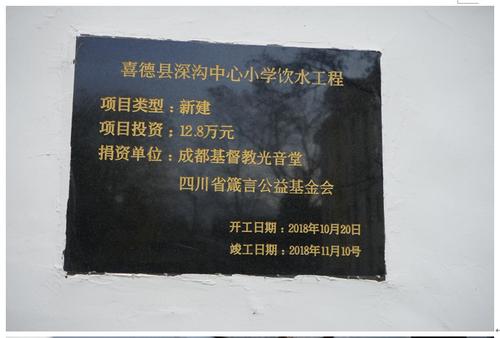 喜德县深沟中心小学饮水工程
项目类型：新建
项目投资：12.8万元
捐资单位：成都基督教光音堂
四川省箴言公益基金会
开工日期：2018年10月20日
竣工日期：2018年11月10号